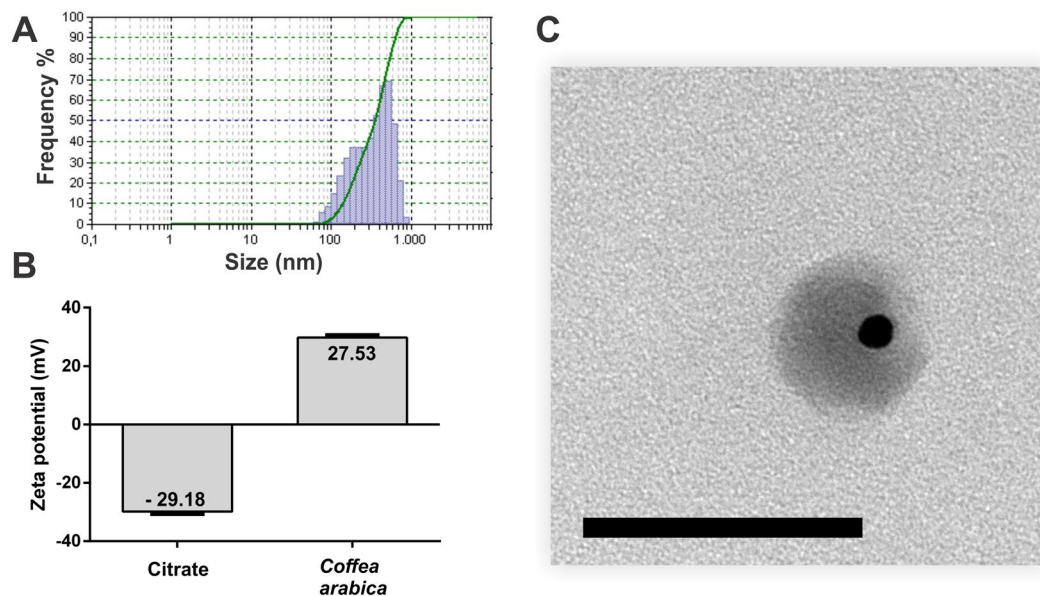 A
Frequency %
100
90
80
70
60
50
40
30
20
10
0
0,1
1
10
100
1.000
Size (nm)
B
Zeta potential (mV)
40
20
0
-20
-40
27.53
- 29.18
Citrate
Coffea
arabica
C